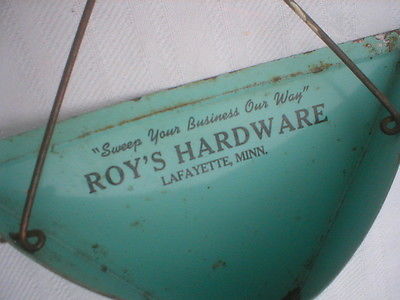 "Sweep Your Business Our Way"
ROY'S HARDWARE
LAFAYETTE, MINN.